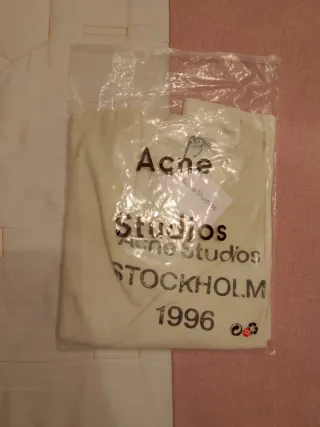 Acne
Studios
Acne Studios
STOCKHOLM
1996